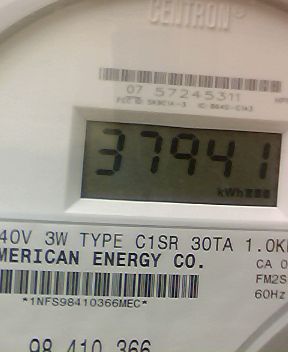 CENTRON®
07 57245311
37941
kWh
40V 3W TYPE C1SR 30TA 1.0K
MERICAN ENERGY CO.
CA 0
FM2S
60Hz
*1NFS98410366MEC*
98 410 366